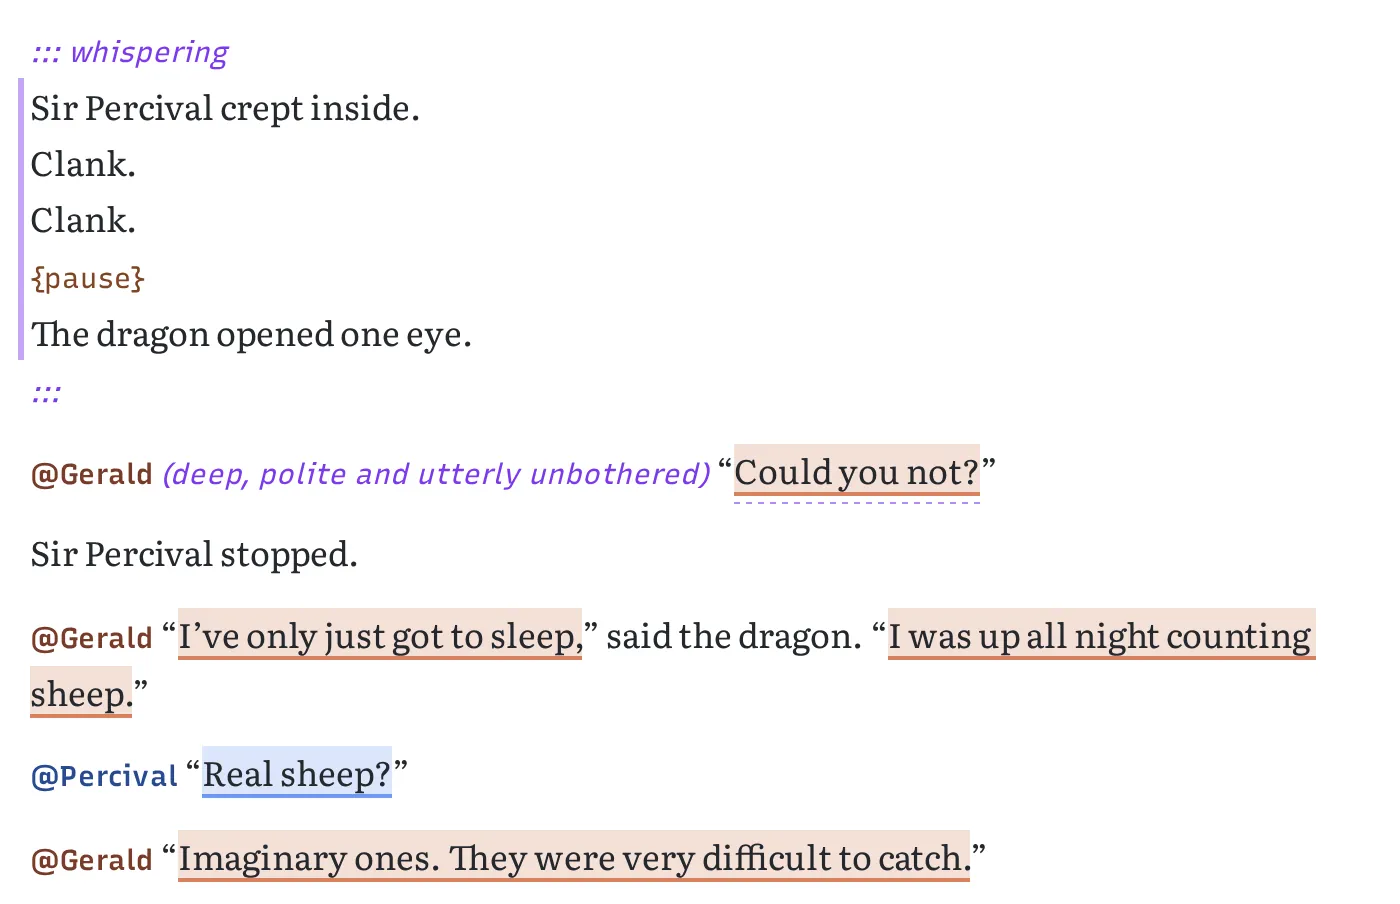 ::: whispering
Sir Percival crept inside.
Clank.
Clank.
{pause}
The dragon opened one eye.
:::
@Gerald (deep, polite and utterly unbothered) “Could you not?”
Sir Percival stopped.
@Gerald “I’ve only just got to sleep,” said the dragon. “I was up all night counting
sheep.”
@Percival “Real sheep?”
@Gerald “Imaginary ones. They were very difficult to catch.”